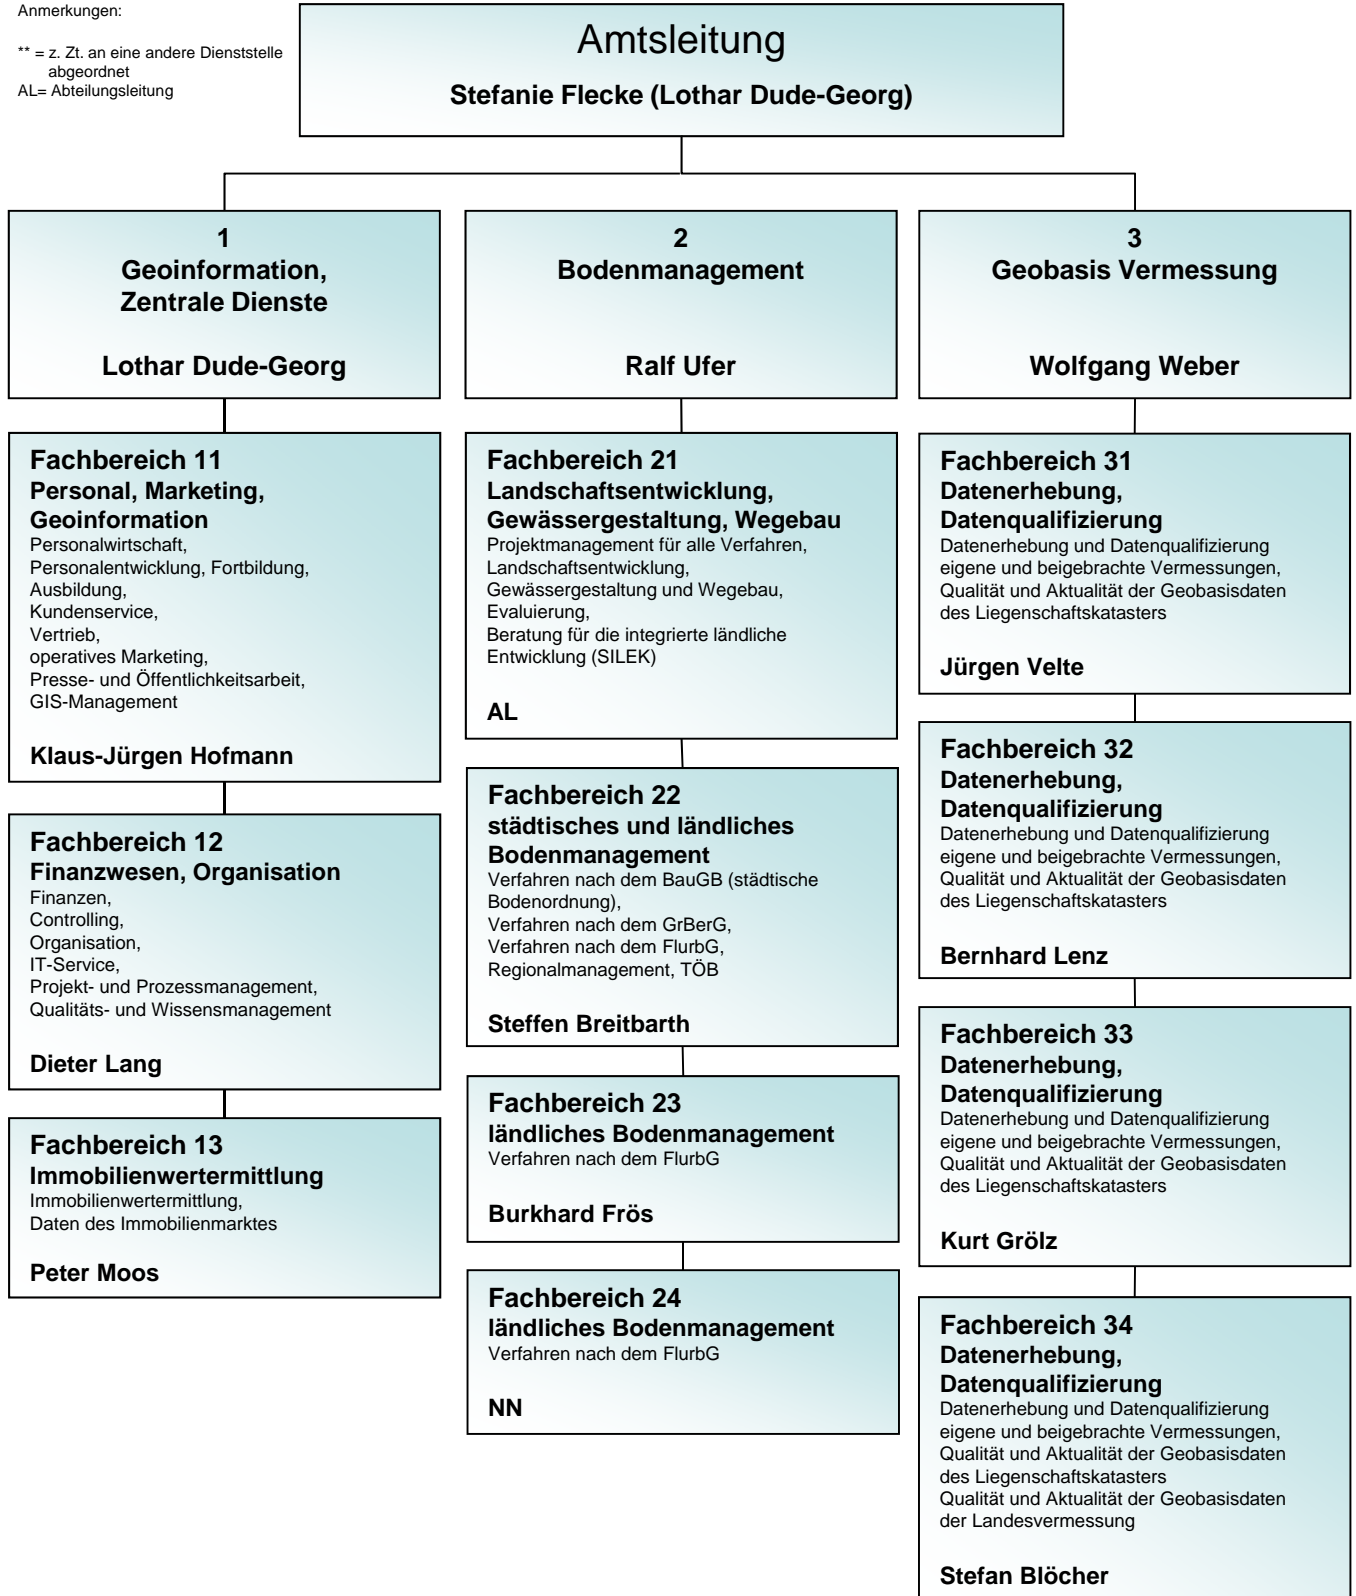 Anmerkungen:
** = z. Zt. an eine andere Dienststelle
abgeordnet
AL= Abteilungsleitung
Amtsleitung
Stefanie Flecke (Lothar Dude-Georg)
1
Geoinformation,
Zentrale Dienste
Lothar Dude-Georg
Fachbereich 11
Personal, Marketing,
Geoinformation
Personalwirtschaft,
Personalentwicklung, Fortbildung,
Ausbildung,
Kundenservice,
Vertrieb,
operatives Marketing,
Presse- und Öffentlichkeitsarbeit,
GIS-Management
Klaus-Jürgen Hofmann
Fachbereich 12
Finanzwesen, Organisation
Finanzen,
Controlling,
Organisation,
IT-Service,
Projekt- und Prozessmanagement,
Qualitäts- und Wissensmanagement
Dieter Lang
Fachbereich 13
Immobilienwertermittlung
Immobilienwertermittlung,
Daten des Immobilienmarktes
Peter Moos
2
Bodenmanagement
Ralf Ufer
Fachbereich 21
Landschaftsentwicklung,
Gewässergestaltung, Wegebau
Projektmanagement für alle Verfahren,
Landschaftsentwicklung,
Gewässergestaltung und Wegebau,
Evaluierung,
Beratung für die integrierte ländliche
Entwicklung (SILEK)
AL
Fachbereich 22
städtisches und ländliches
Bodenmanagement
Verfahren nach dem BauGB (städtische
Bodenordnung),
Verfahren nach dem GrBerG,
Verfahren nach dem FlurbG,
Regionalmanagement, TÖB
Steffen Breitbarth
Fachbereich 23
ländliches Bodenmanagement
Verfahren nach dem FlurbG
Burkhard Frös
Fachbereich 24
ländliches Bodenmanagement
Verfahren nach dem FlurbG
NN
3
Geobasis Vermessung
Wolfgang Weber
Fachbereich 31
Datenerhebung,
Datenqualifizierung
Datenerhebung und Datenqualifizierung
eigene und beigebrachte Vermessungen,
Qualität und Aktualität der Geobasisdaten
des Liegenschaftskatasters
Jürgen Velte
Fachbereich 32
Datenerhebung,
Datenqualifizierung
Datenerhebung und Datenqualifizierung
eigene und beigebrachte Vermessungen,
Qualität und Aktualität der Geobasisdaten
des Liegenschaftskatasters
Bernhard Lenz
Fachbereich 33
Datenerhebung,
Datenqualifizierung
Datenerhebung und Datenqualifizierung
eigene und beigebrachte Vermessungen,
Qualität und Aktualität der Geobasisdaten
des Liegenschaftskatasters
Kurt Grölz
Fachbereich 34
Datenerhebung,
Datenqualifizierung
Datenerhebung und Datenqualifizierung
eigene und beigebrachte Vermessungen,
Qualität und Aktualität der Geobasisdaten
des Liegenschaftskatasters
Qualität und Aktualität der Geobasisdaten
der Landesvermessung
Stefan Blöcher